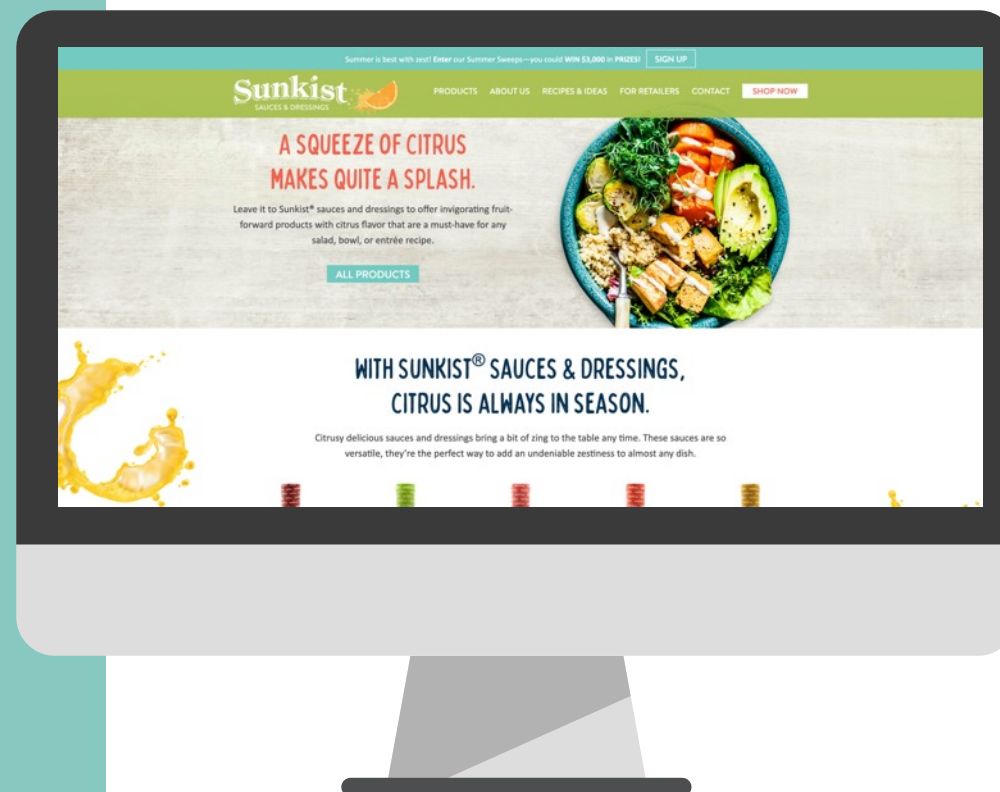 Summer is best with zest! Enter our Summer Sweeps—you could WIN $3,000 in PRIZES! SIGN UP
Sunkist
SAUCES & DRESSINGS
PRODUCTS ABOUT US RECIPES & IDEAS FOR RETAILERS CONTACT SHOP NOW
A SQUEEZE OF CITRUS
MAKES QUITE A SPLASH.
Leave it to Sunkist® sauces and dressings to offer invigorating fruit-
forward products with citrus flavor that are a must-have for any
salad, bowl, or entrée recipe.
ALL PRODUCTS
WITH SUNKIST® SAUCES & DRESSINGS,
CITRUS IS ALWAYS IN SEASON.
Citrusy delicious sauces and dressings bring a bit of zing to the table any time. These sauces are so
versatile, they're the perfect way to add an undeniable zestiness to almost any dish.